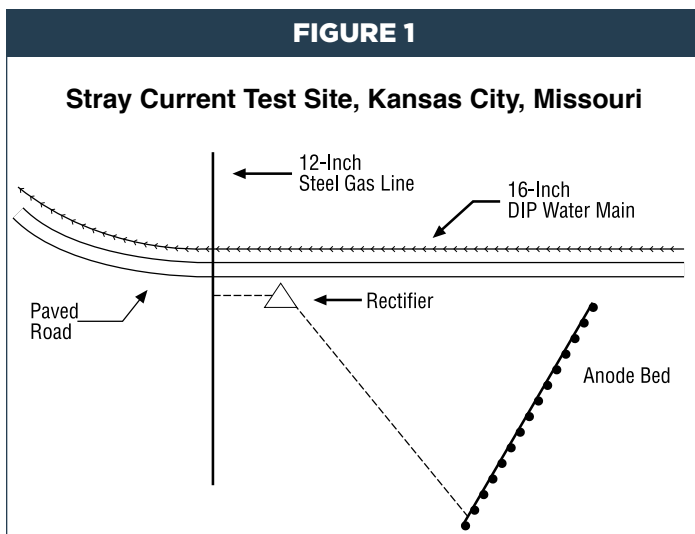 FIGURE 1
Stray Current Test Site, Kansas City, Missouri
12-Inch
Steel Gas Line
16-Inch
DIP Water Main
Paved
Road
Rectifier
Anode Bed